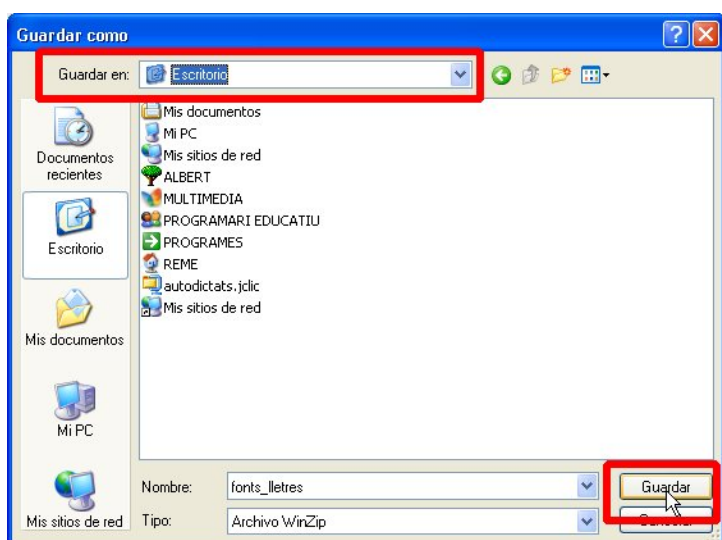 Guardar como
Guardar en: Escritorio
Mis documentos
Mi PC
Mis sitios de red
ALBERT
MULTIMEDIA
PROGRAMARI EDUCATIU
PROGRAMES
REME
autodictats.jclic
Mis sitios de red
Documentos
recientes
Escritorio
Mis documentos
Mi PC
Mis sitios de red
Nombre: fonts_lletres Guardar
Tipo: Archivo WinZip